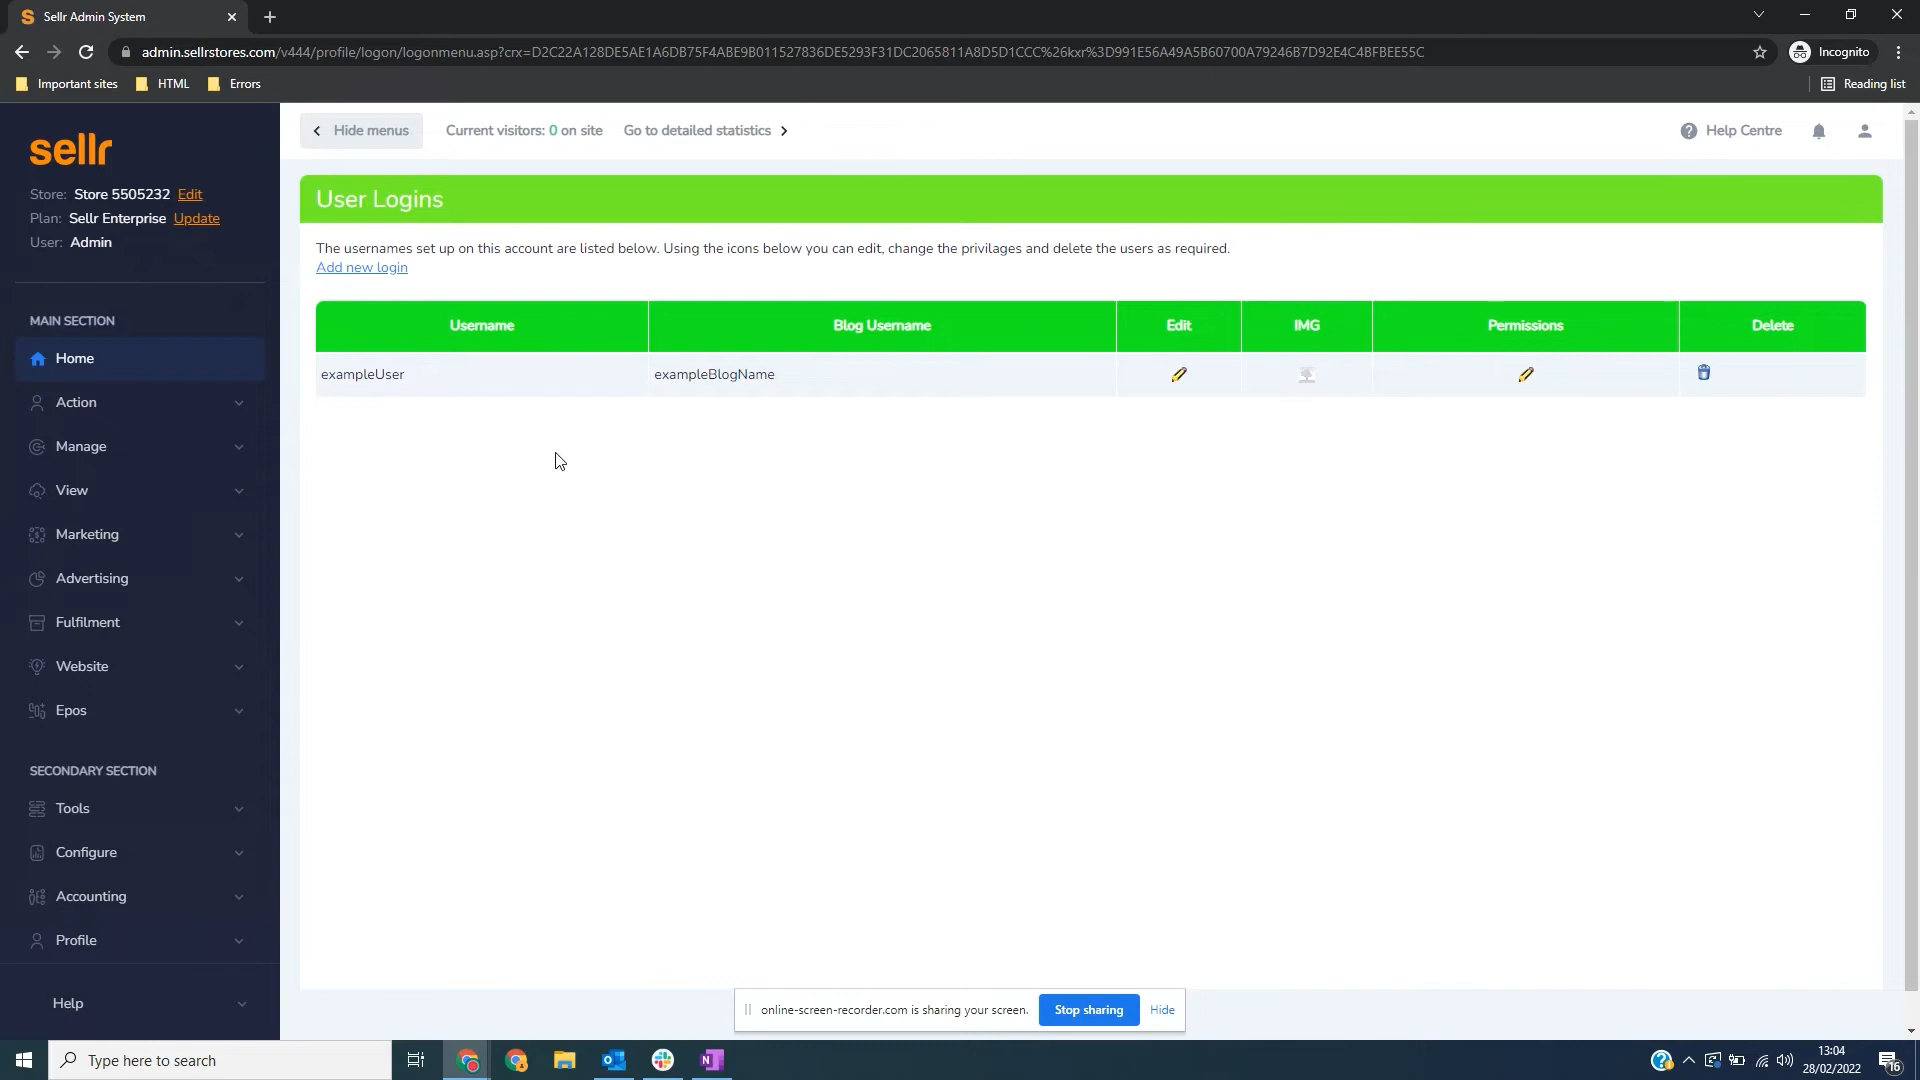 Sellr Admin System
admin.sellrstores.com/v444/profile/logon/logonmenu.asp?crx=D2C22A128DE5AE1A6DB75F4ABE9B011527836DE5293F31DC2065811A8D5D1CCC%26kxr%3D991E56A49A5B60700A79246B7D92E4C4BFBEE55C
Incognito
Important sites
HTML
Errors
Reading list
sellr
Store: Store 5505232 Edit
Plan: Sellr Enterprise Update
User: Admin
MAIN SECTION
Home
Action
Manage
View
Marketing
Advertising
Fulfilment
Website
Epos
SECONDARY SECTION
Tools
Configure
Accounting
Profile
Help
Hide menus
Current visitors: 0 on site
Go to detailed statistics
Help Centre
User Logins
The usernames set up on this account are listed below. Using the icons below you can edit, change the privilages and delete the users as required.
Add new login
Username Blog Username Edit IMG Permissions Delete
exampleUser exampleBlogName
online-screen-recorder.com is sharing your screen.
Stop sharing
Hide
Type here to search
13:04
28/02/2022
16